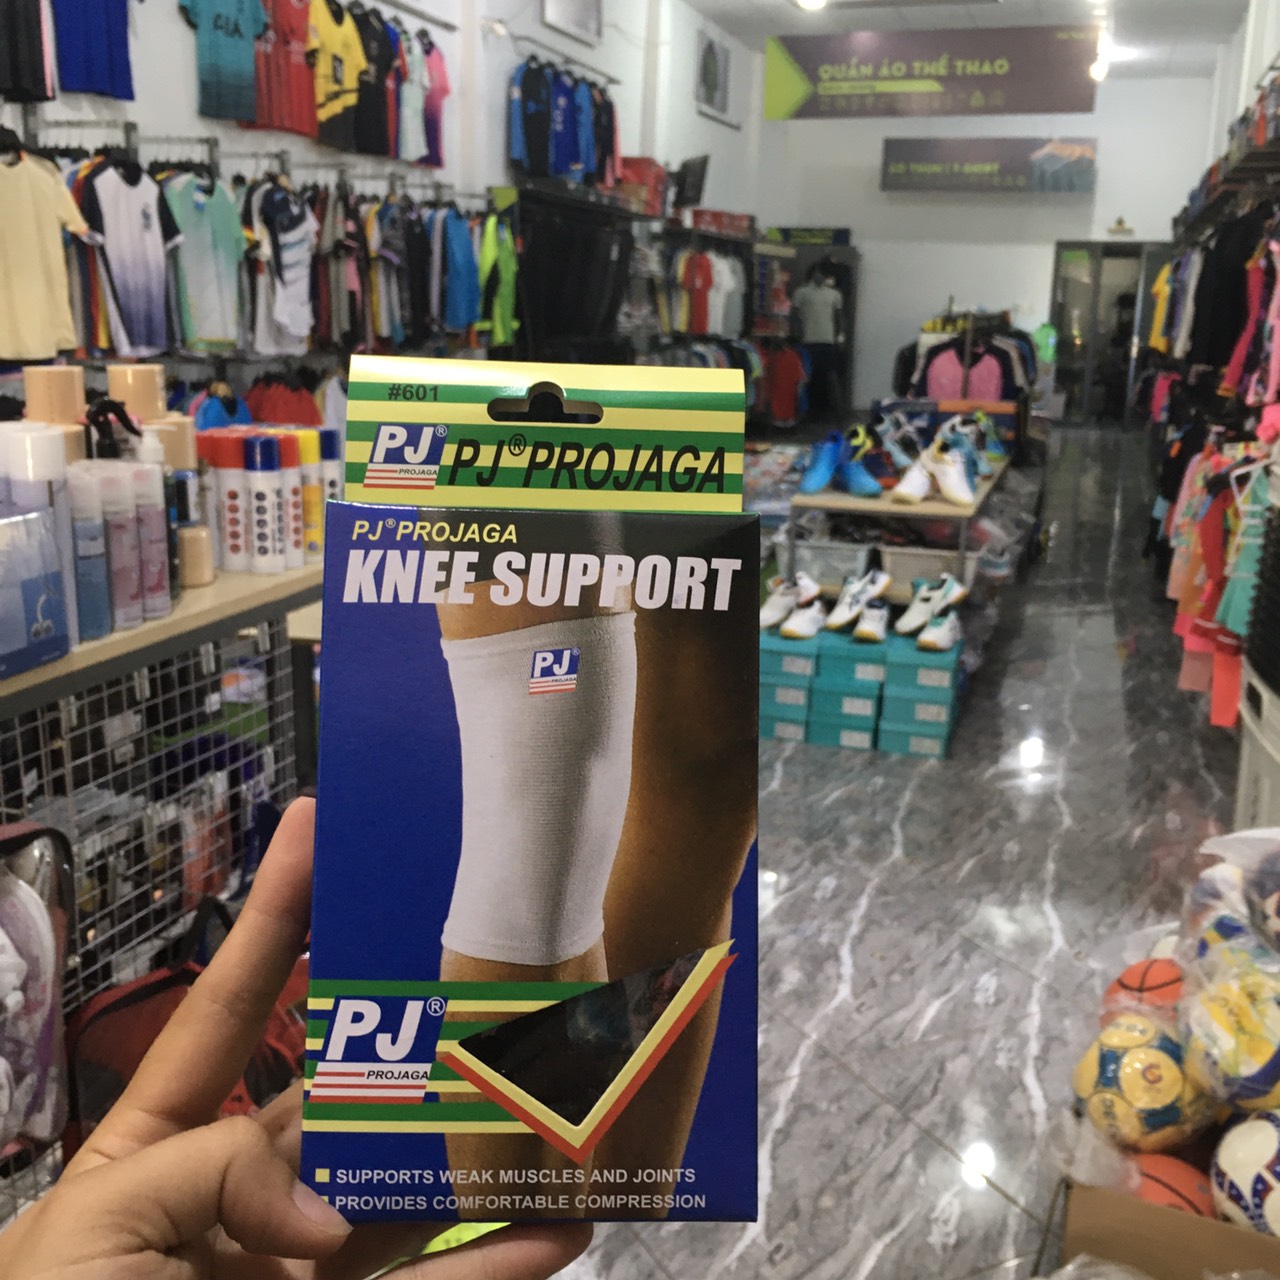 QUẦN ÁO THỂ THAO
#601
PJ® PROJAGA
PJ® PROJAGA
PJ® PROJAGA
KNEE SUPPORT
PJ® PROJAGA
PJ® PROJAGA
SUPPORTS WEAK MUSCLES AND JOINTS
PROVIDES COMFORTABLE COMPRESSION